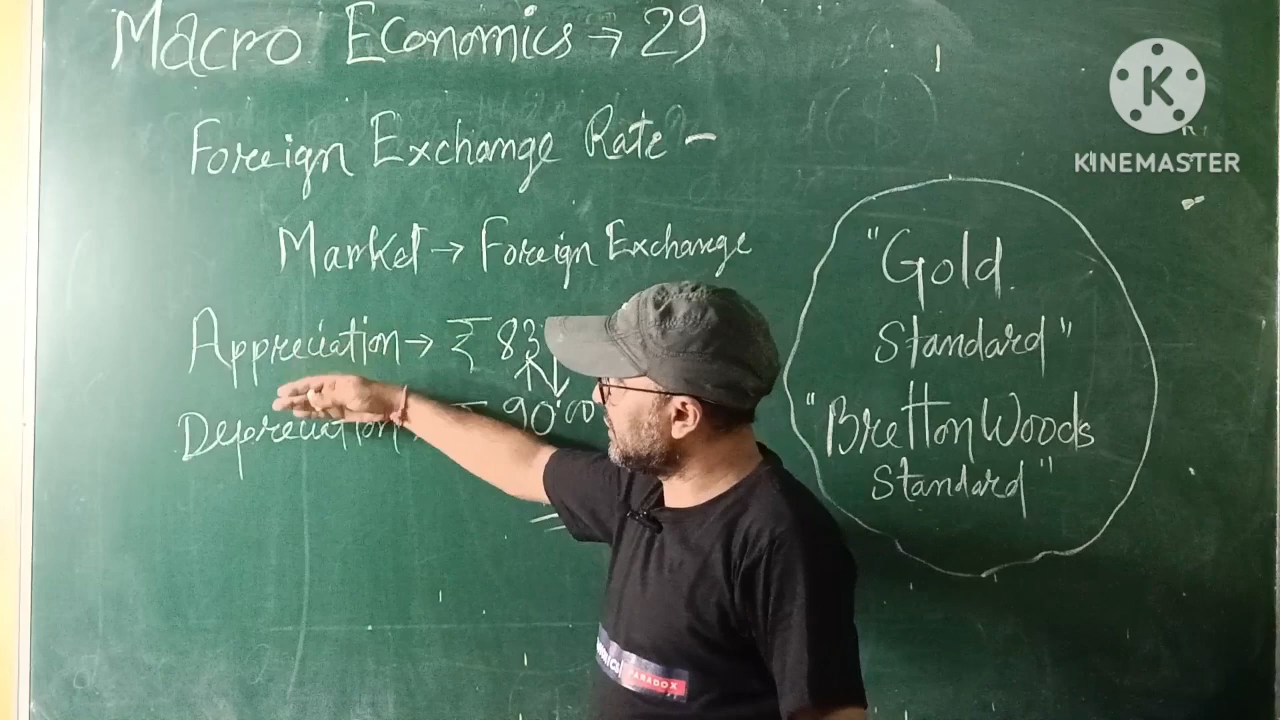 Macro Economics → 29
Foreign Exchange Rate -
Market → Foreign Exchange
Appreciation → ₹ 83
Depreciation 90.00
"Gold
Standard"
"Bretton Woods
Standard"
K
KINEMASTER
PARADOX